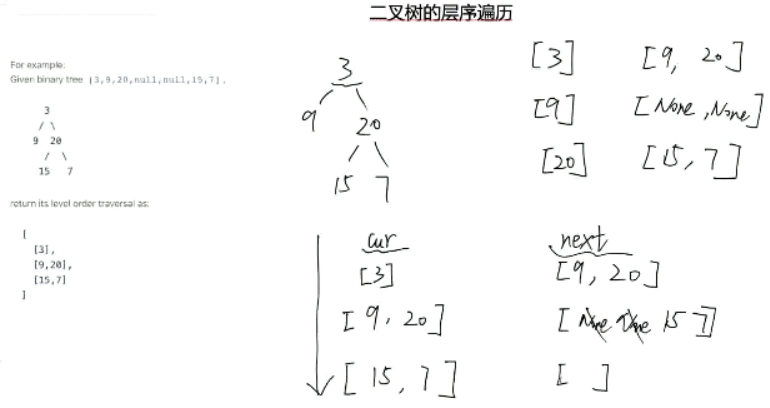 二叉树的层序遍历
For example:
Given binary tree [3,9,20,null,null,15,7],
3
/ \
9 20
/ \
15 7
return its level order traversal as:
[
[3],
[9,20],
[15,7]
]
3
9 20
15 7
[3] [9, 20]
[9] [None, None]
[20] [15, 7]
cur next
[3] [9, 20]
[9, 20] [None None 15 7]
[15, 7] [ ]